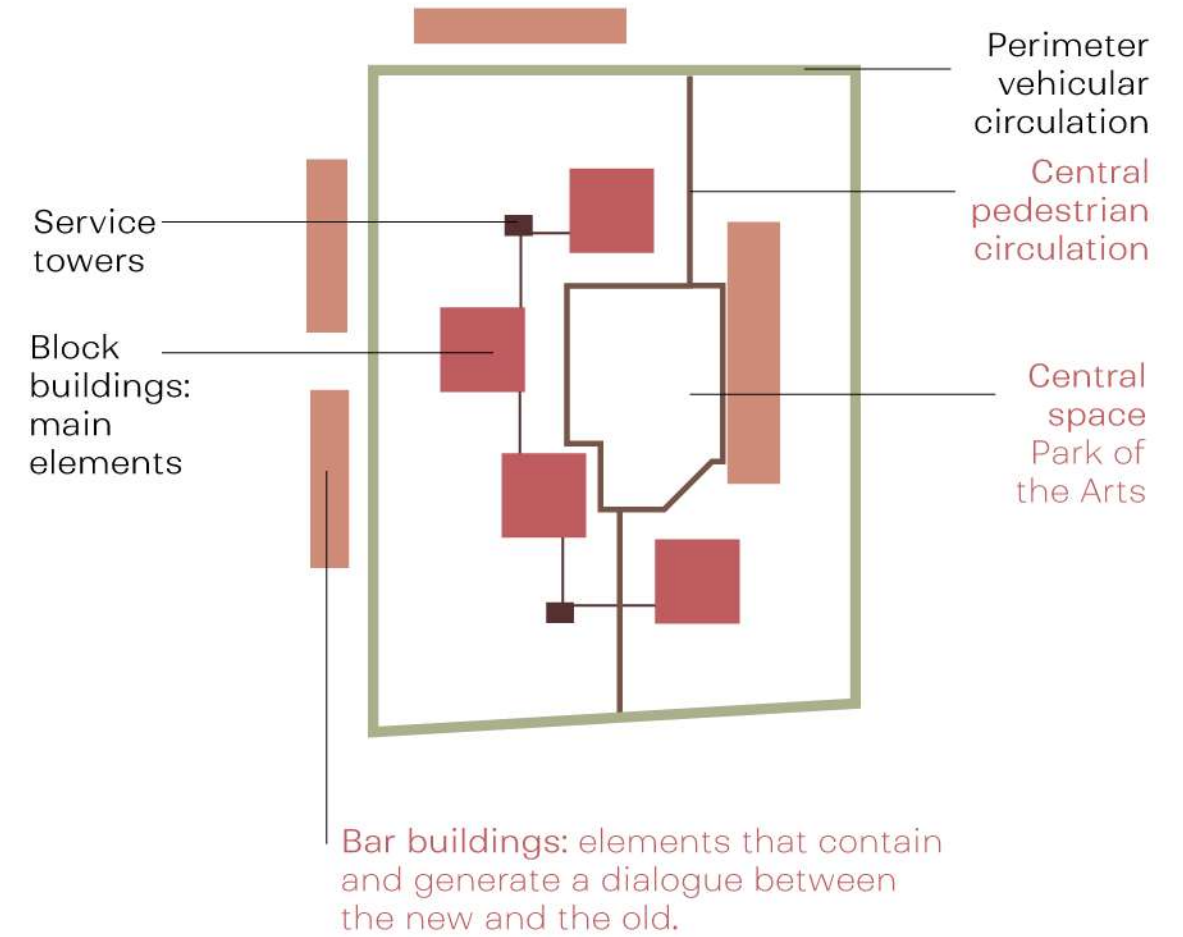 Perimeter
vehicular
circulation
Central
pedestrian
circulation
Service
towers
Block
buildings:
main
elements
Central
space
Park of
the Arts
Bar buildings: elements that contain
and generate a dialogue between
the new and the old.